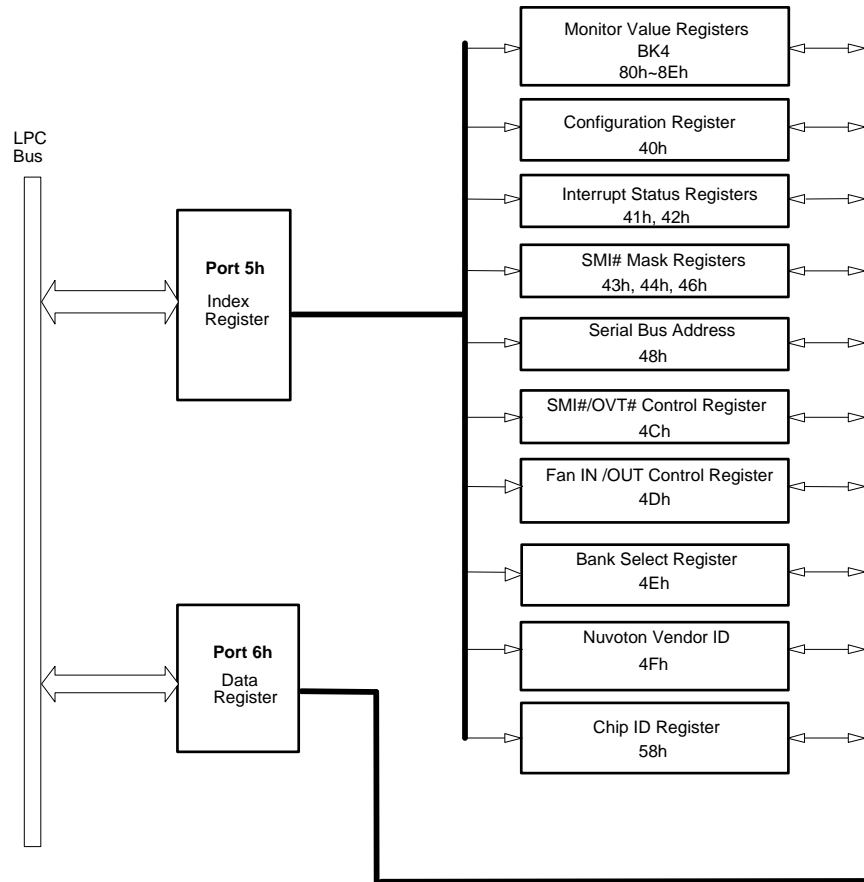 Monitor Value Registers
BK4
80h~8Eh
Configuration Register
40h
Interrupt Status Registers
41h, 42h
SMI# Mask Registers
43h, 44h, 46h
Serial Bus Address
48h
SMI#/OVT# Control Register
4Ch
Fan IN /OUT Control Register
4Dh
Bank Select Register
4Eh
Nuvoton Vendor ID
4Fh
Chip ID Register
58h
LPC
Bus
Port 5h
Index
Register
Port 6h
Data
Register